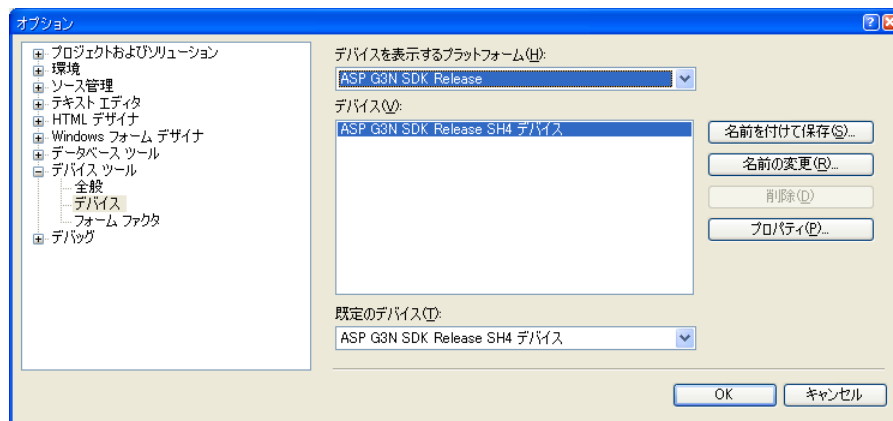 オプション
プロジェクトおよびソリューション
環境
ソース管理
テキスト エディタ
HTML デザイナ
Windows フォーム デザイナ
データベース ツール
デバイス ツール
全般
デバイス
フォーム ファクタ
デバッグ
デバイスを表示するプラットフォーム(H):
ASP G3N SDK Release
デバイス(V):
ASP G3N SDK Release SH4 デバイス
名前を付けて保存(S)...
名前の変更(R)...
削除(D)
プロパティ(P)...
既定のデバイス(T):
ASP G3N SDK Release SH4 デバイス
OK
キャンセル